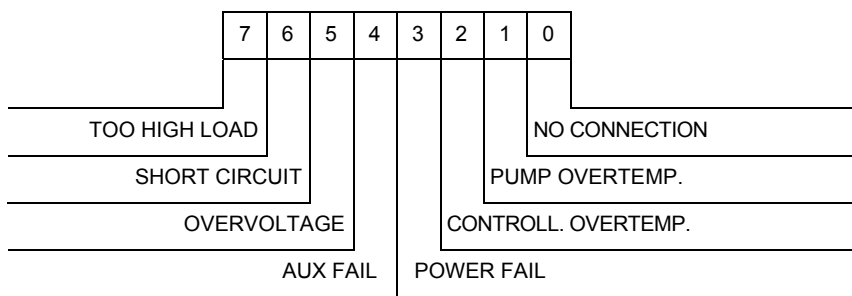 7 6 5 4 3 2 1 0
TOO HIGH LOAD NO CONNECTION
SHORT CIRCUIT PUMP OVERTEMP.
OVERVOLTAGE CONTROLL. OVERTEMP.
AUX FAIL POWER FAIL